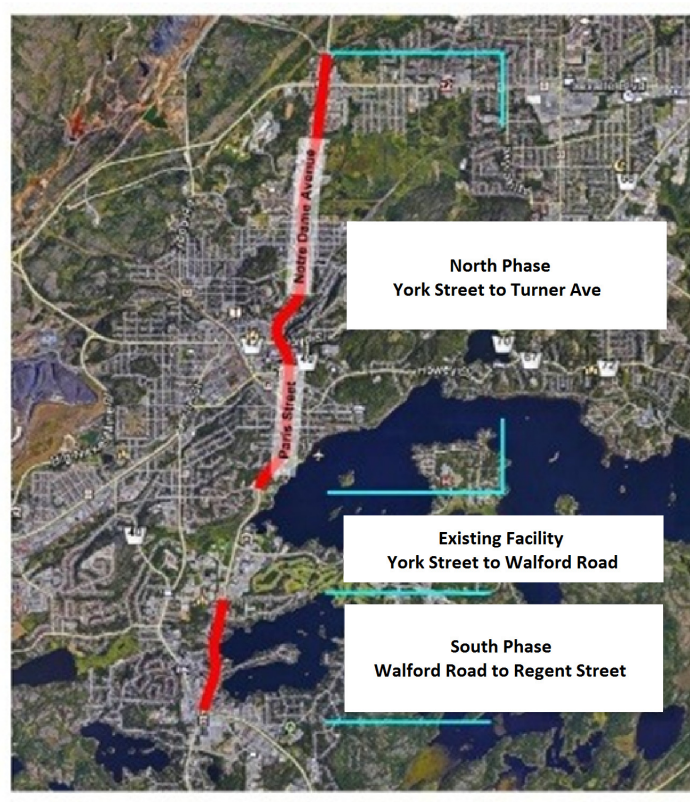 Notre Dame Avenue
North Phase
York Street to Turner Ave
Paris Street
Existing Facility
York Street to Walford Road
South Phase
Walford Road to Regent Street